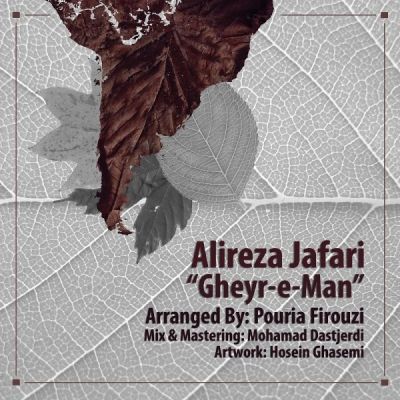 Alireza Jafari
“Gheyr-e-Man”
Arranged By: Pouria Firouzi
Mix & Mastering: Mohamad Dastjerdi
Artwork: Hosein Ghasemi